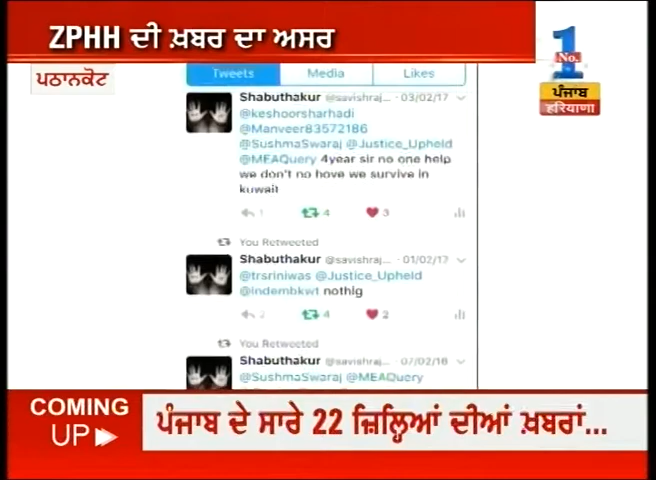 ZPHH ਦੀ ਖ਼ਬਰ ਦਾ ਅਸਰ
No.1
ਪੰਜਾਬ
ਹਰਿਆਣਾ
ਪਠਾਨਕੋਟ
Tweets Media Likes
Shabuthakur @savishraj... · 03/02/17
@keshoorsharhadi
@Manveer83572186
@SushmaSwaraj @Justice_Upheld
@MEAQuery 4year sir no one help
we don't no hove we survive in
kuwait
1 4 3
You Retweeted
Shabuthakur @savishraj... · 01/02/17
@trsriniwas @Justice_Upheld
@Indembkwt nothig
2 4 2
You Retweeted
Shabuthakur @savishraj... · 07/02/16
@SushmaSwaraj @MEAQuery
COMING
UP
ਪੰਜਾਬ ਦੇ ਸਾਰੇ 22 ਜ਼ਿਲ੍ਹਿਆਂ ਦੀਆਂ ਖ਼ਬਰਾਂ...